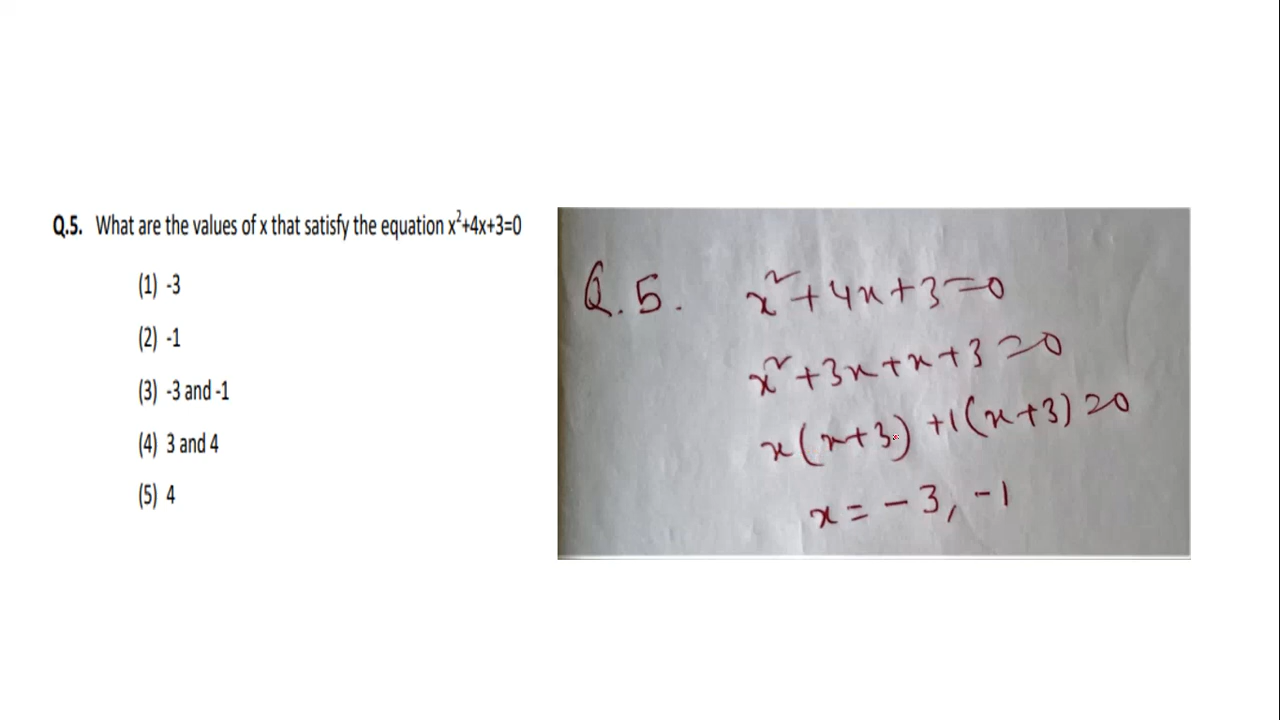 Q.5. What are the values of x that satisfy the equation x²+4x+3=0
(1) -3
(2) -1
(3) -3 and -1
(4) 3 and 4
(5) 4
Q.5. x²+4x+3=0
x²+3x+x+3=0
x(x+3)+1(x+3)=0
x=-3,-1